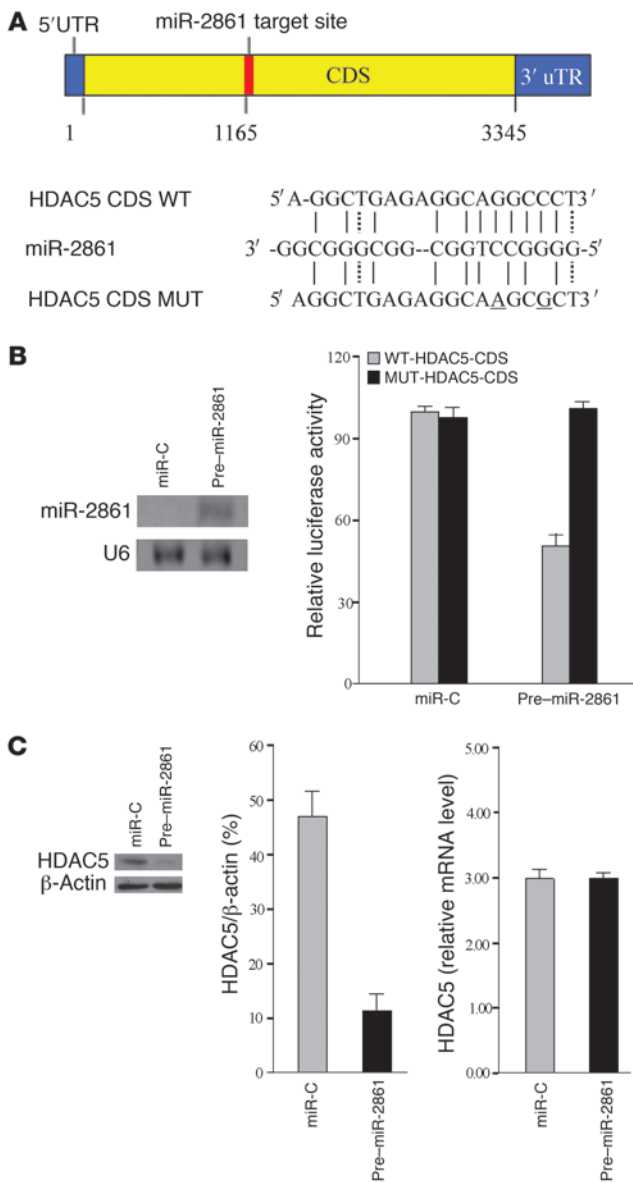 A
5′UTR
miR-2861 target site
CDS
3′ uTR
1
1165
3345
HDAC5 CDS WT
5′ A-GGCTGAGAGGCAGGCCCT3′
miR-2861
3′ -GGCGGGCGG--CGGTCCGGGG-5′
HDAC5 CDS MUT
5′ AGGCTGAGAGGCAAGCGCT3′
B
miR-C
Pre–miR-2861
miR-2861
U6
Relative luciferase activity
120
90
60
30
0
WT-HDAC5-CDS
MUT-HDAC5-CDS
miR-C
Pre–miR-2861
C
miR-C
Pre–miR-2861
HDAC5
β-Actin
HDAC5/β-actin (%)
60
50
40
30
20
10
0
miR-C
Pre–miR-2861
HDAC5 (relative mRNA level)
5.00
4.00
3.00
2.00
1.00
0.00
miR-C
Pre–miR-2861